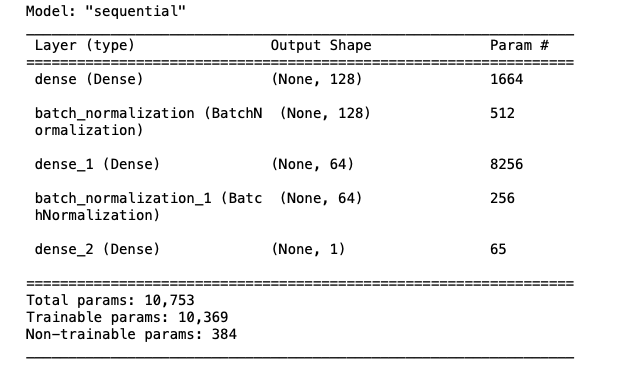 Model: "sequential"
_________________________________________________________________
Layer (type) Output Shape Param #
=================================================================
dense (Dense) (None, 128) 1664
batch_normalization (BatchN (None, 128) 512
ormalization)
dense_1 (Dense) (None, 64) 8256
batch_normalization_1 (Batc (None, 64) 256
hNormalization)
dense_2 (Dense) (None, 1) 65
=================================================================
Total params: 10,753
Trainable params: 10,369
Non-trainable params: 384
_________________________________________________________________